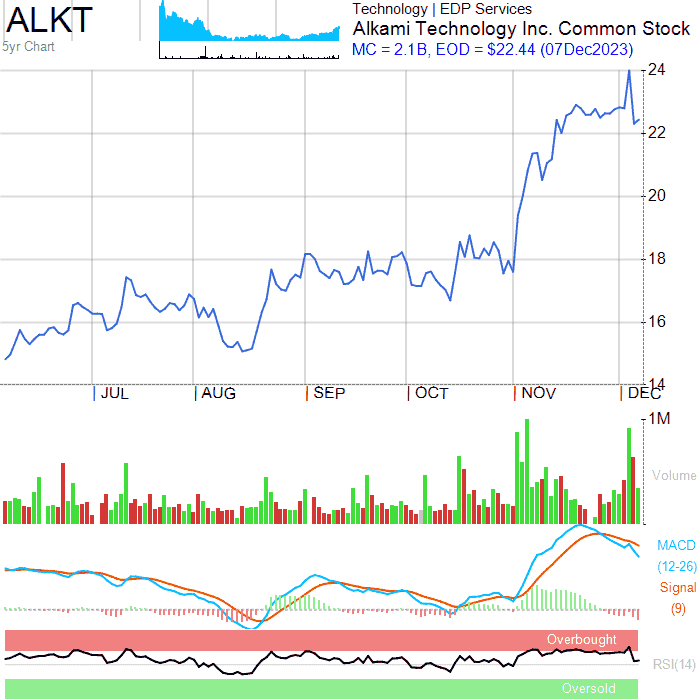 ALKT
5yr Chart
Technology | EDP Services
Alkami Technology Inc. Common Stock
MC = 2.1B, EOD = $22.44 (07Dec2023)
24
22
20
18
16
14
JUL AUG SEP OCT NOV DEC
1M
Volume
MACD
(12-26)
Signal
(9)
Overbought
RSI(14)
Oversold